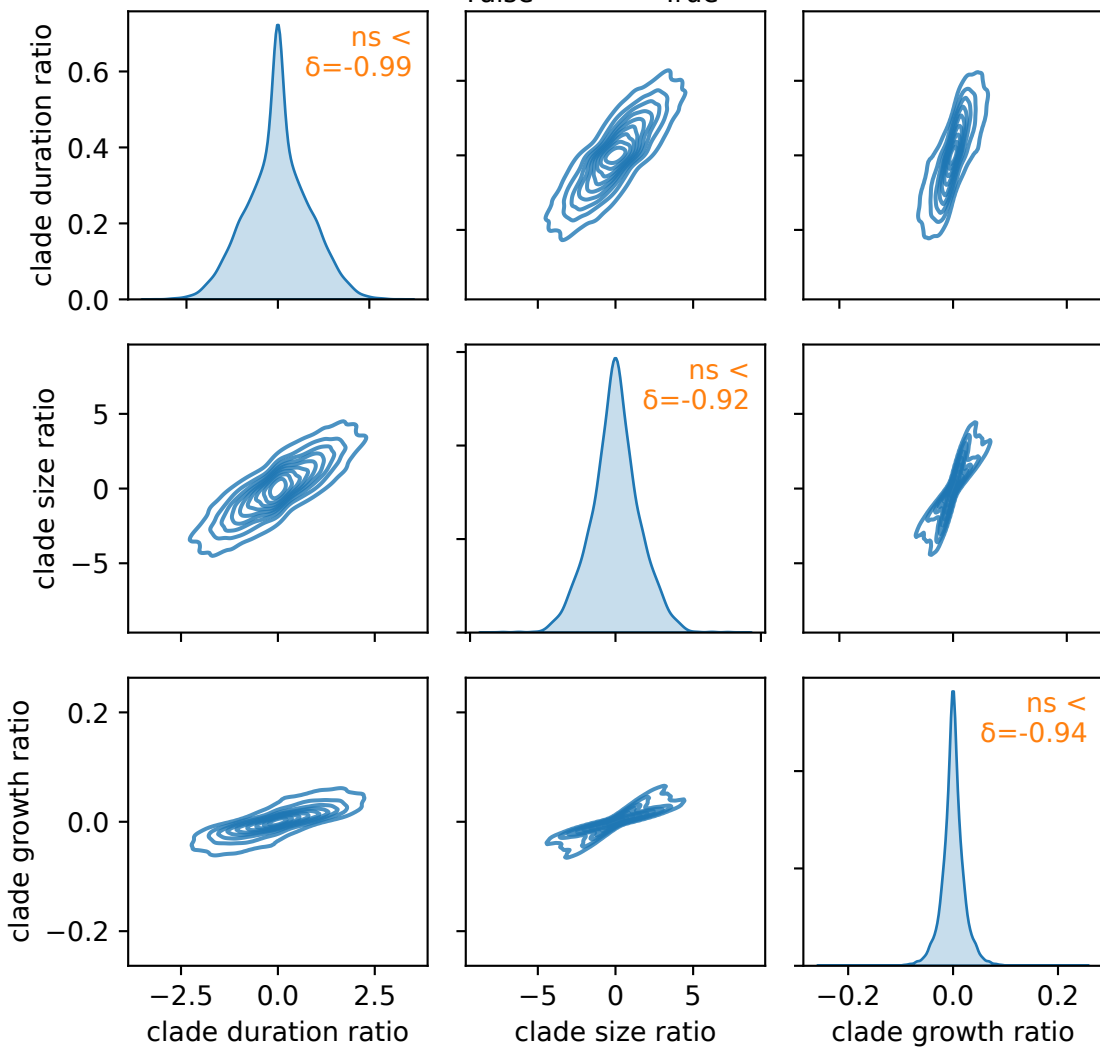 clade duration ratio
0.6
0.4
0.2
0.0
ns <
δ=-0.99
True
clade size ratio
5
0
−5
ns <
δ=-0.92
clade growth ratio
0.2
0.0
−0.2
ns <
δ=-0.94
−2.5 0.0 2.5
−5 0 5
−0.2 0.0 0.2
clade duration ratio
clade size ratio
clade growth ratio